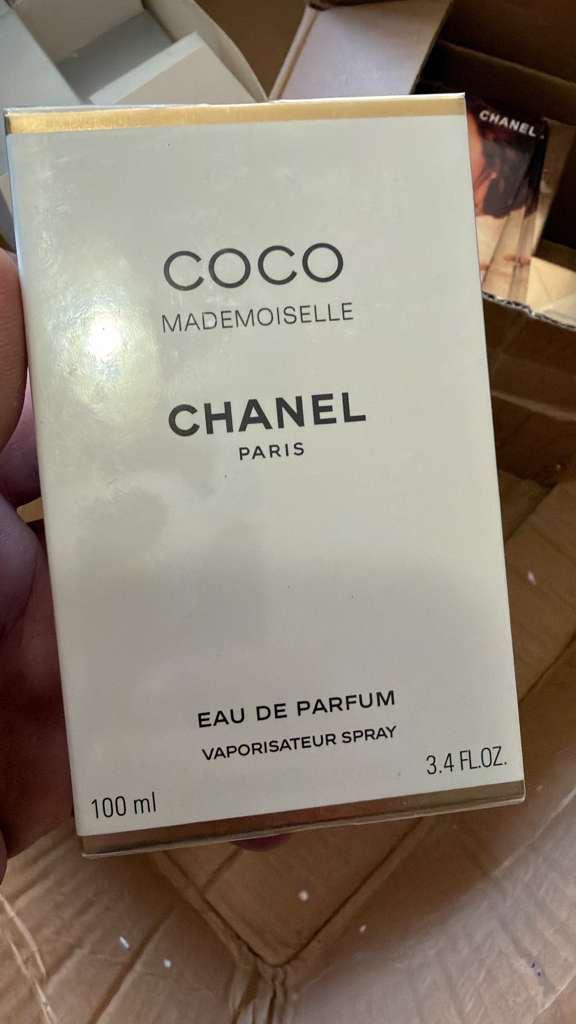 CHANEL
COCO
MADEMOISELLE
CHANEL
PARIS
EAU DE PARFUM
VAPORISATEUR SPRAY
100 ml
3.4 FL.OZ.